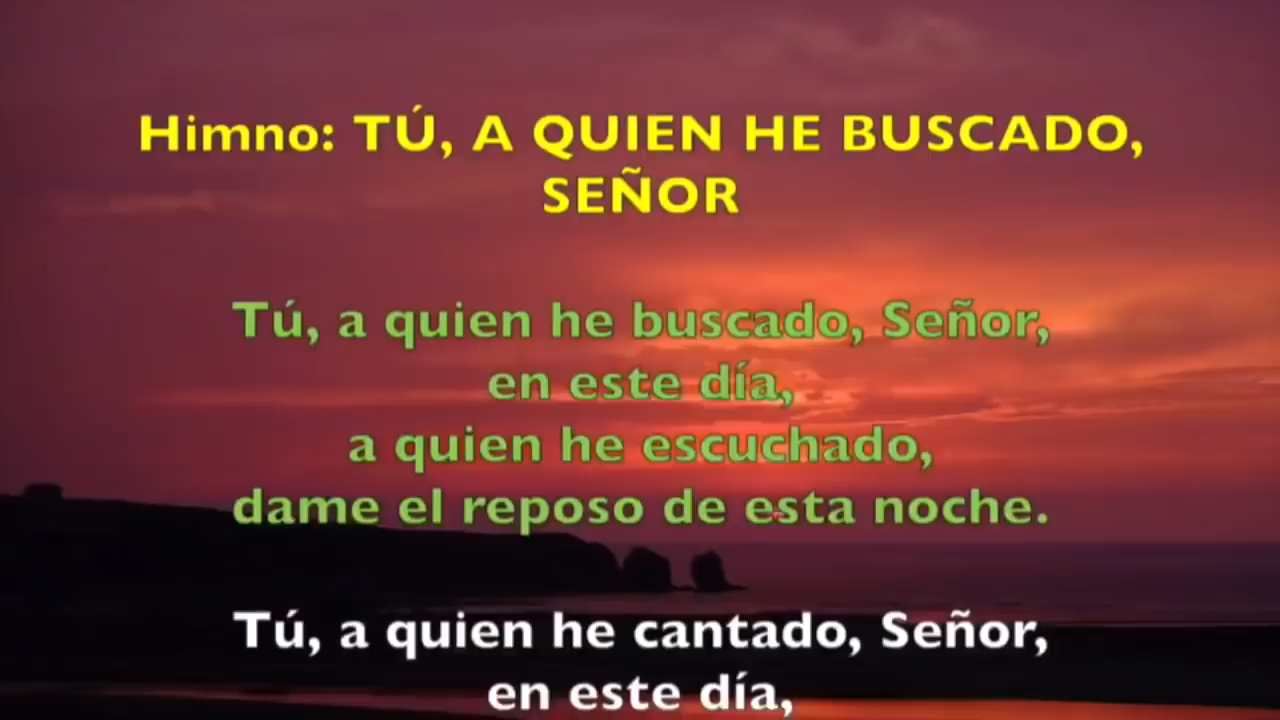 Himno: TÚ, A QUIEN HE BUSCADO,
SEÑOR
Tú, a quien he buscado, Señor,
en este día,
a quien he escuchado,
dame el reposo de esta noche.
Tú, a quien he cantado, Señor,
en este día,